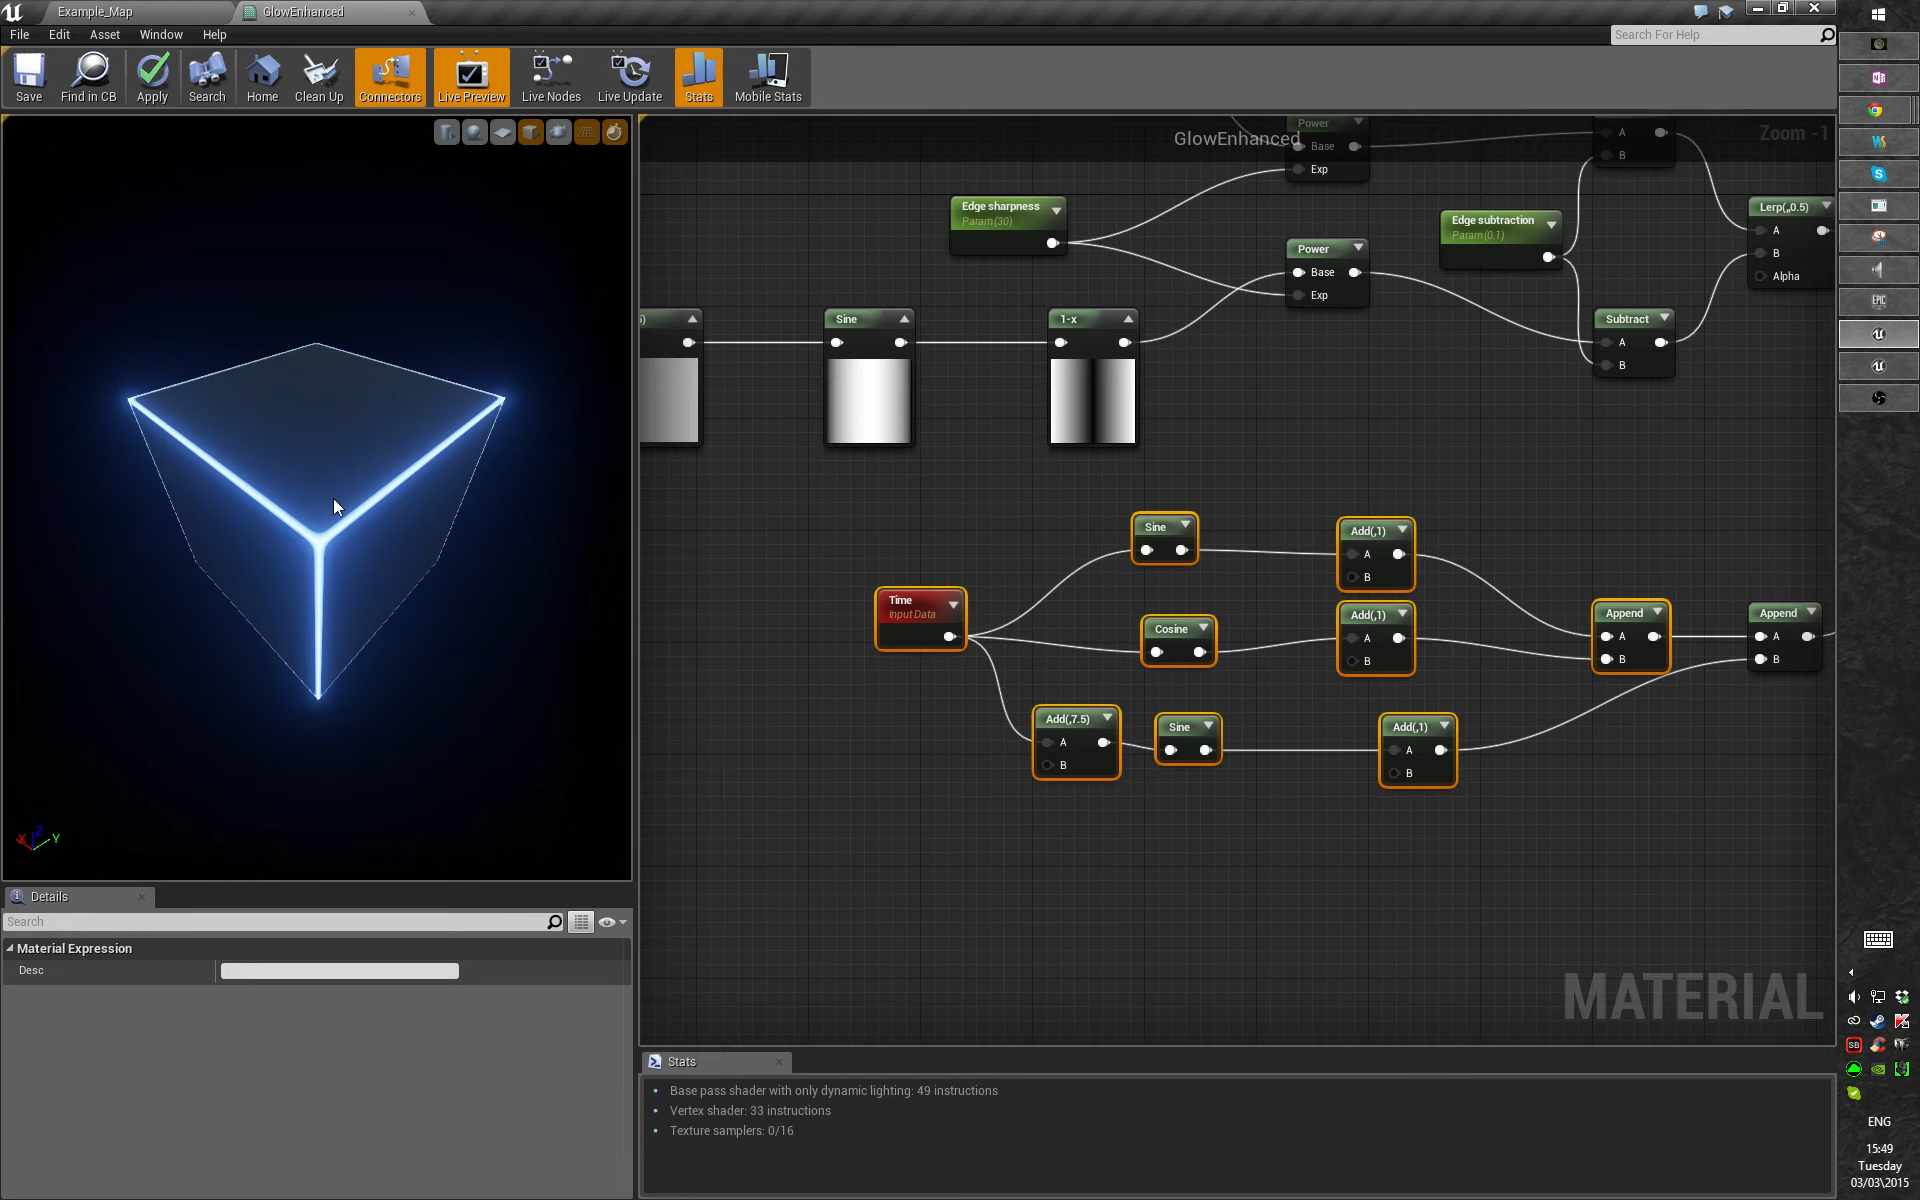 Example_Map
GlowEnhanced
File Edit Asset Window Help
Search For Help
Save
Find in CB
Apply
Search
Home
Clean Up
Connectors
Live Preview
Live Nodes
Live Update
Stats
Mobile Stats
GlowEnhanced
Zoom -1
Power
Base
Exp
A
B
Edge sharpness
Param (30)
Edge subtraction
Param (0.1)
Lerp(,,0.5)
A
B
Alpha
Power
Base
Exp
Sine
1-x
Subtract
A
B
Sine
Add(,1)
A
B
Time
Input Data
Cosine
Add(,1)
A
B
Append
A
B
Append
A
B
Add(,7.5)
A
B
Sine
Add(,1)
A
B
X
Z
Y
MATERIAL
Details
Search
Material Expression
Desc
Stats
Base pass shader with only dynamic lighting: 49 instructions
Vertex shader: 33 instructions
Texture samplers: 0/16
EPIC
SB
ENG
15:49
Tuesday
03/03\2015